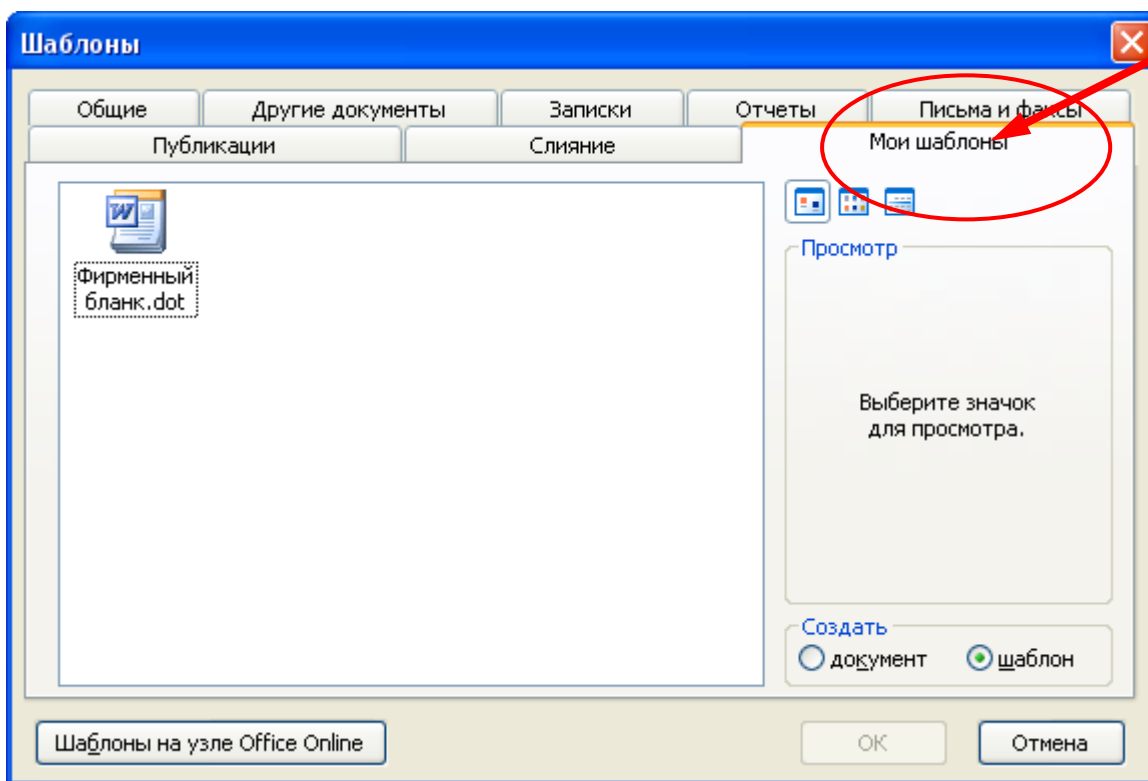 Шаблоны
Общие
Другие документы
Записки
Отчеты
Письма и факсы
Публикации
Слияние
Мои шаблоны
Фирменный
бланк.dot
Просмотр
Выберите значок
для просмотра.
Создать
документ
шаблон
Шаблоны на узле Office Online
ОК
Отмена